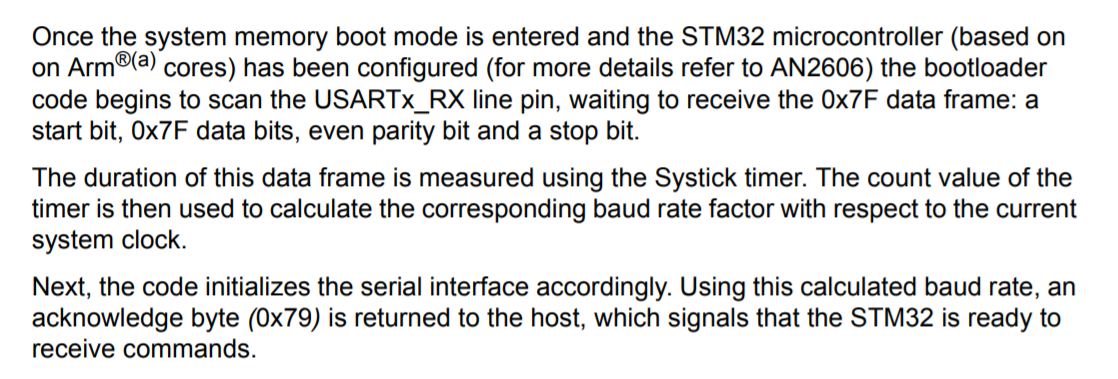 Once the system memory boot mode is entered and the STM32 microcontroller (based on
on Arm®(a) cores) has been configured (for more details refer to AN2606) the bootloader
code begins to scan the USARTx_RX line pin, waiting to receive the 0x7F data frame: a
start bit, 0x7F data bits, even parity bit and a stop bit.
The duration of this data frame is measured using the Systick timer. The count value of the
timer is then used to calculate the corresponding baud rate factor with respect to the current
system clock.
Next, the code initializes the serial interface accordingly. Using this calculated baud rate, an
acknowledge byte (0x79) is returned to the host, which signals that the STM32 is ready to
receive commands.